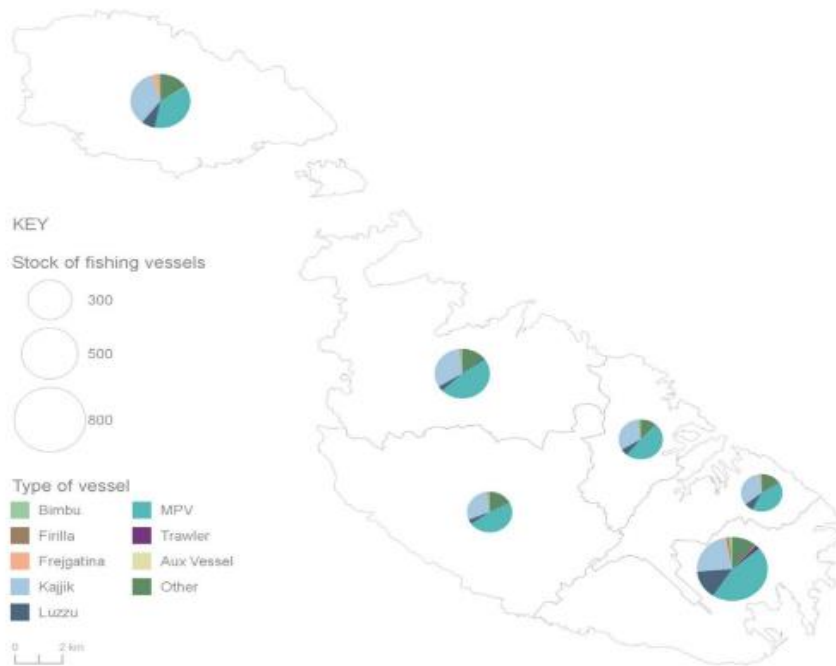 KEY
Stock of fishing vessels
300
500
800
Type of vessel
Bimbu MPV
Firilla Trawler
Frejgatina Aux Vessel
Kajjik Other
Luzzu
0 2 km